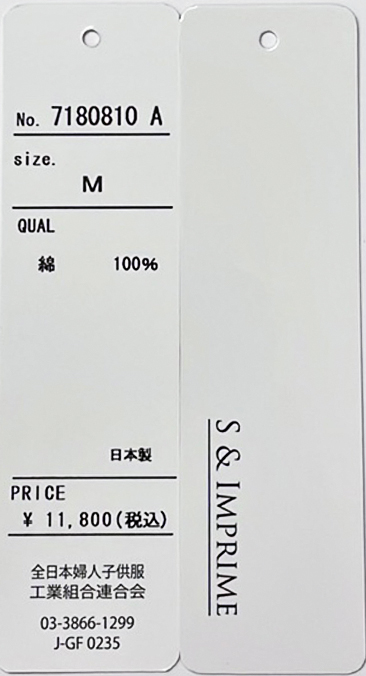 No. 7180810 A
size.
M
QUAL
綿 100%
日本製
PRICE
¥ 11,800(税込)
全日本婦人子供服
工業組合連合会
03-3866-1299
J-GF 0235
S & IMPRIME